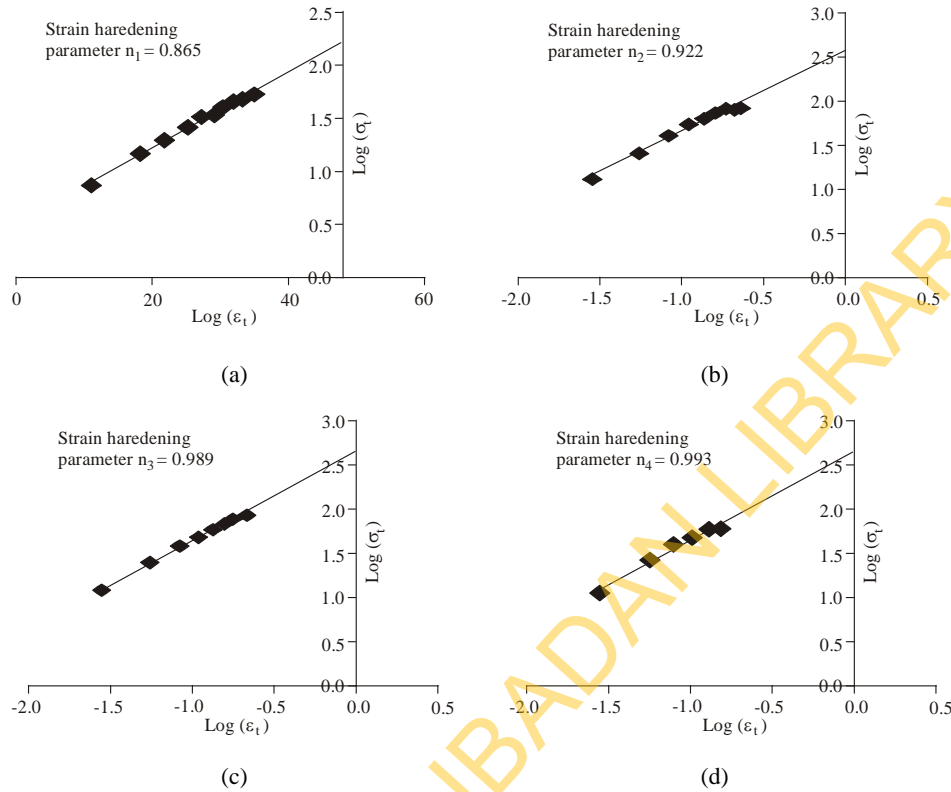 Strain haredening
parameter n₁ = 0.865
2.5
2.0
1.5
1.0
0.5
0.0
Log (σₜ)
0 20 40 60
Log (εₜ)
(a)
Strain haredening
parameter n₂ = 0.922
3.0
2.5
2.0
1.5
1.0
0.5
0.0
Log (σₜ)
-2.0 -1.5 -1.0 -0.5 0.0 0.5
Log (εₜ)
(b)
Strain haredening
parameter n₃ = 0.989
3.0
2.5
2.0
1.5
1.0
0.5
0.0
Log (σₜ)
-2.0 -1.5 -1.0 -0.5 0.0 0.5
Log (εₜ)
(c)
Strain haredening
parameter n₄ = 0.993
3.0
2.5
2.0
1.5
1.0
0.5
0.0
Log (σₜ)
-2.0 -1.5 -1.0 -0.5 0.0 0.5
Log (εₜ)
(d)
IBADAN LIBRARY